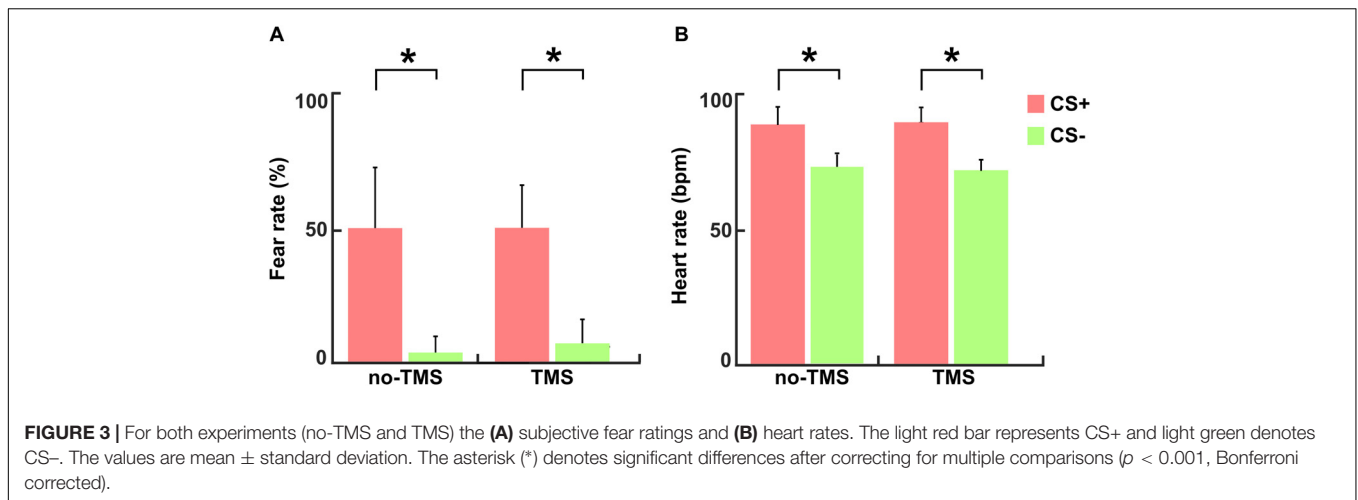 A
*
*
100
50
0
Fear rate (%)
no-TMS
TMS
B
*
*
100
50
0
Heart rate (bpm)
no-TMS
TMS
CS+
CS-
FIGURE 3 | For both experiments (no-TMS and TMS) the (A) subjective fear ratings and (B) heart rates. The light red bar represents CS+ and light green denotes
CS–. The values are mean ± standard deviation. The asterisk (*) denotes significant differences after correcting for multiple comparisons (p < 0.001, Bonferroni
corrected).